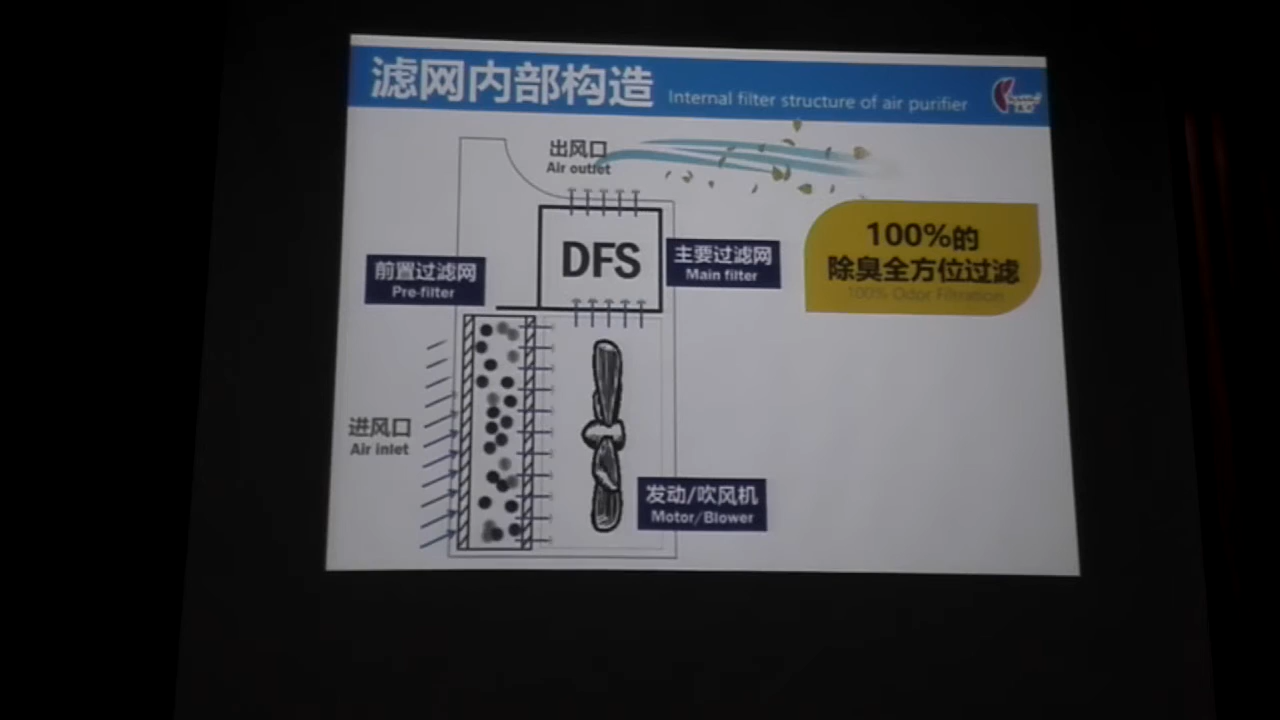 滤网内部构造
Internal filter structure of air purifier
出风口
Air outlet
DFS
主要过滤网
Main filter
100%的
除臭全方位过滤
100% Odor Filtration
前置过滤网
Pre-filter
进风口
Air inlet
发动/吹风机
Motor/Blower